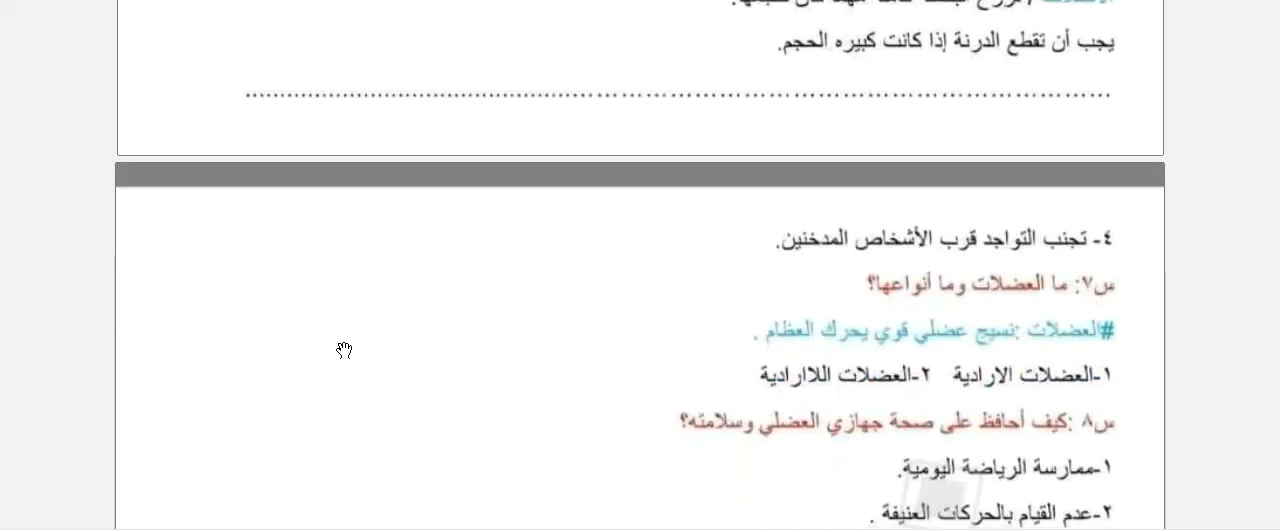 يجب أن تقطع الدرنة إذا كانت كبيره الحجم.
٤- تجنب التواجد قرب الأشخاص المدخنين.
س٧: ما العضلات وما أنواعها؟
#العضلات :نسيج عضلي قوي يحرك العظام .
١-العضلات الارادية ٢-العضلات اللاارادية
س٨ :كيف أحافظ على صحة جهازي العضلي وسلامته؟
١-ممارسة الرياضة اليومية.
٢-عدم القيام بالحركات العنيفة .